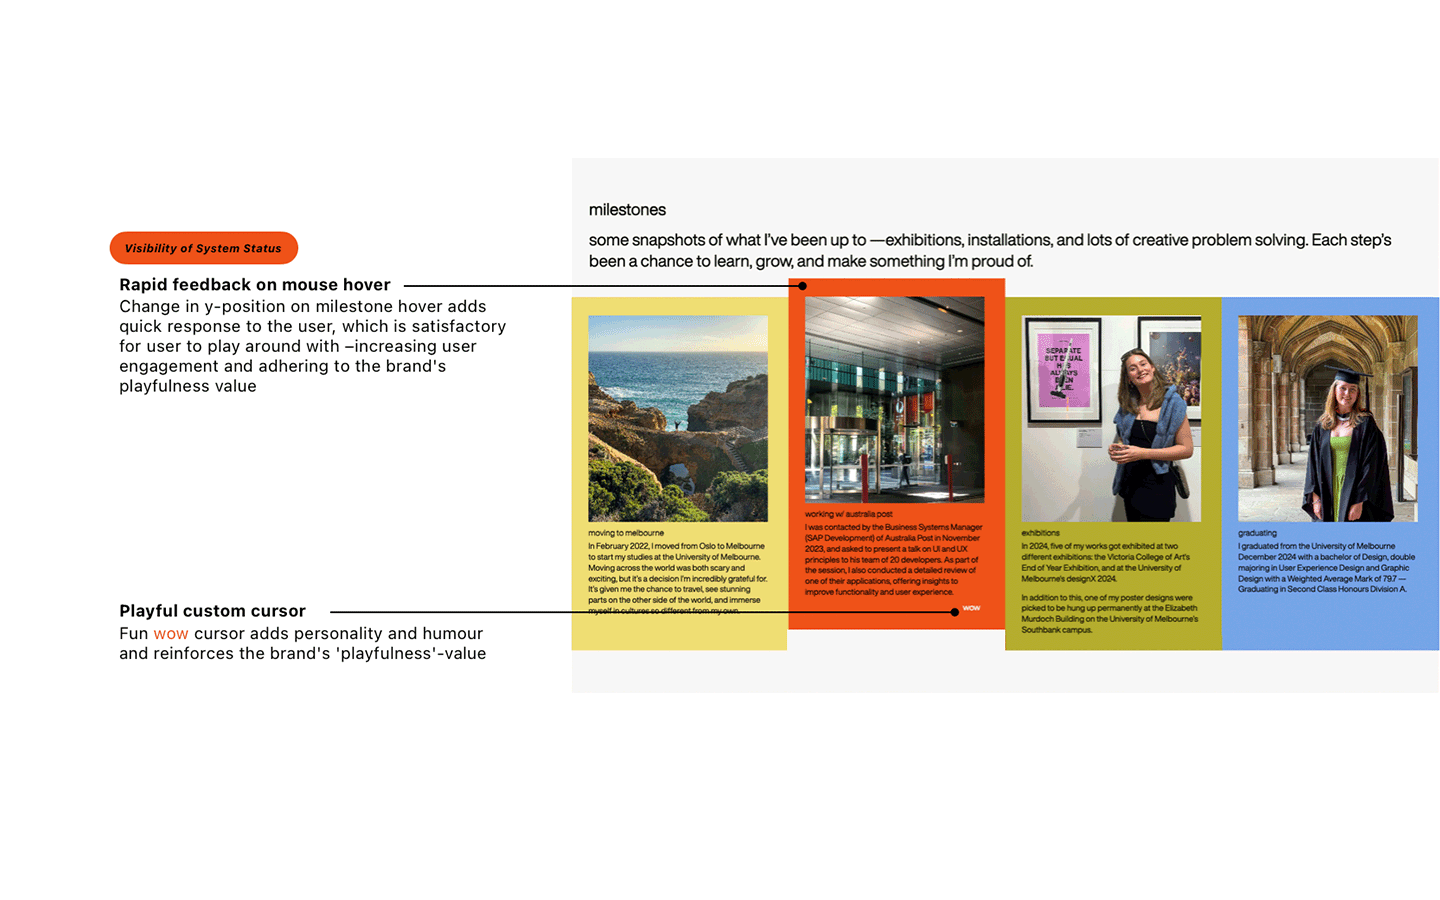 Visibility of System Status
Rapid feedback on mouse hover
Change in y-position on milestone hover adds
quick response to the user, which is satisfactory
for user to play around with –increasing user
engagement and adhering to the brand's
playfulness value
Playful custom cursor
Fun wow cursor adds personality and humour
and reinforces the brand's 'playfulness'-value
milestones
some snapshots of what I've been up to —exhibitions, installations, and lots of creative problem solving. Each step's
been a chance to learn, grow, and make something I'm proud of.
moving to melbourne
In February 2022, I moved from Oslo to Melbourne
to start my studies at the University of Melbourne.
Moving across the world was both scary and
exciting, but it's a decision I'm incredibly grateful for.
It's given me the chance to travel, see stunning
parts on the other side of the world, and immerse
myself in cultures so different from my own.
working w/ australia post
I was contacted by the Business Systems Manager
(SAP Development) of Australia Post in November
2023, and asked to present a talk on UI and UX
principles to his team of 20 developers. As part of
the session, I also conducted a detailed review of
one of their applications, offering insights to
improve functionality and user experience.
wow
SEPARATE
BUT EQUAL
HAS
ALWAYS
BEEN
exhibitions
In 2024, five of my works got exhibited at two
different exhibitions: the Victoria College of Art's
End of Year Exhibition, and at the University of
Melbourne's designX 2024.
In addition to this, one of my poster designs were
picked to be hung up permanently at the Elizabeth
Murdoch Building on the University of Melbourne's
Southbank campus.
graduating
I graduated from the University of Melbourne
December 2024 with a bachelor of Design, double
majoring in User Experience Design and Graphic
Design with a Weighted Average Mark of 79.7 —
Graduating in Second Class Honours Division A.